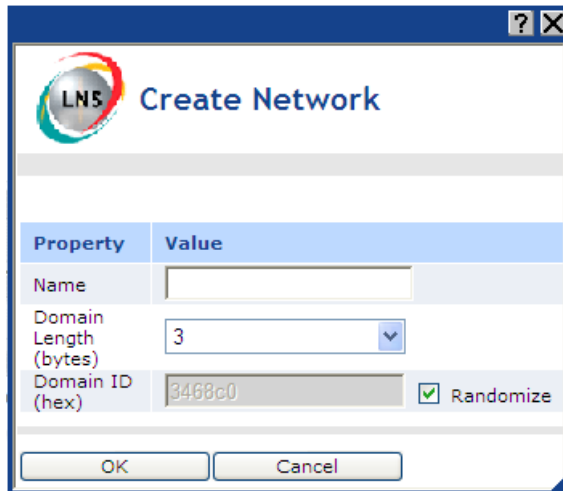 ?
LNS
Create Network
Property Value
Name
Domain
Length
(bytes)
3
Domain ID
(hex)
3468c0
Randomize
OK Cancel